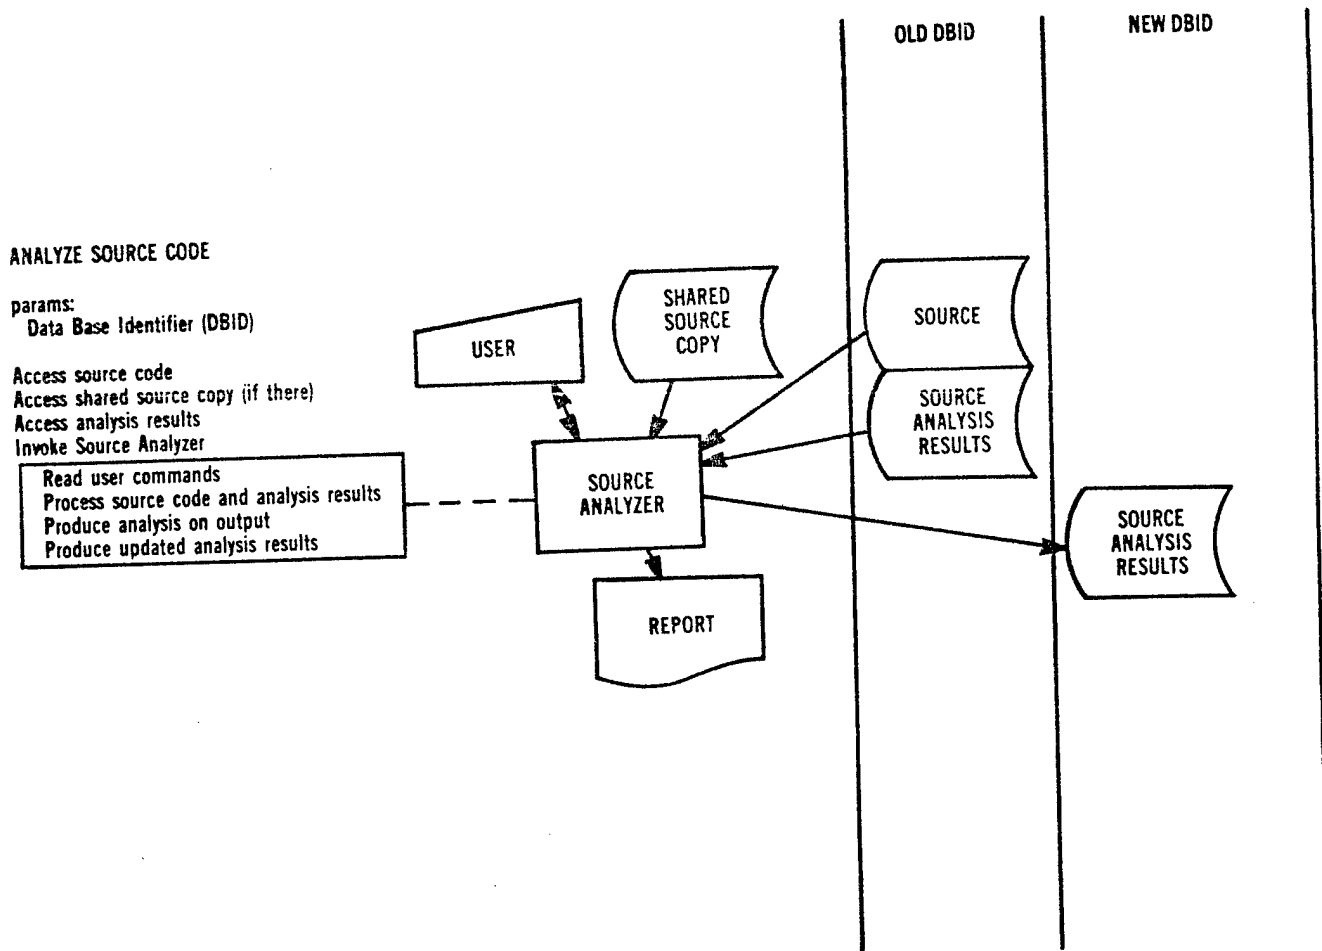 OLD DBID
NEW DBID
ANALYZE SOURCE CODE
params:
Data Base Identifier (DBID)
Access source code
Access shared source copy (if there)
Access analysis results
Invoke Source Analyzer
Read user commands
Process source code and analysis results
Produce analysis on output
Produce updated analysis results
USER
SHARED
SOURCE
COPY
SOURCE
SOURCE
ANALYSIS
RESULTS
SOURCE
ANALYZER
SOURCE
ANALYSIS
RESULTS
REPORT